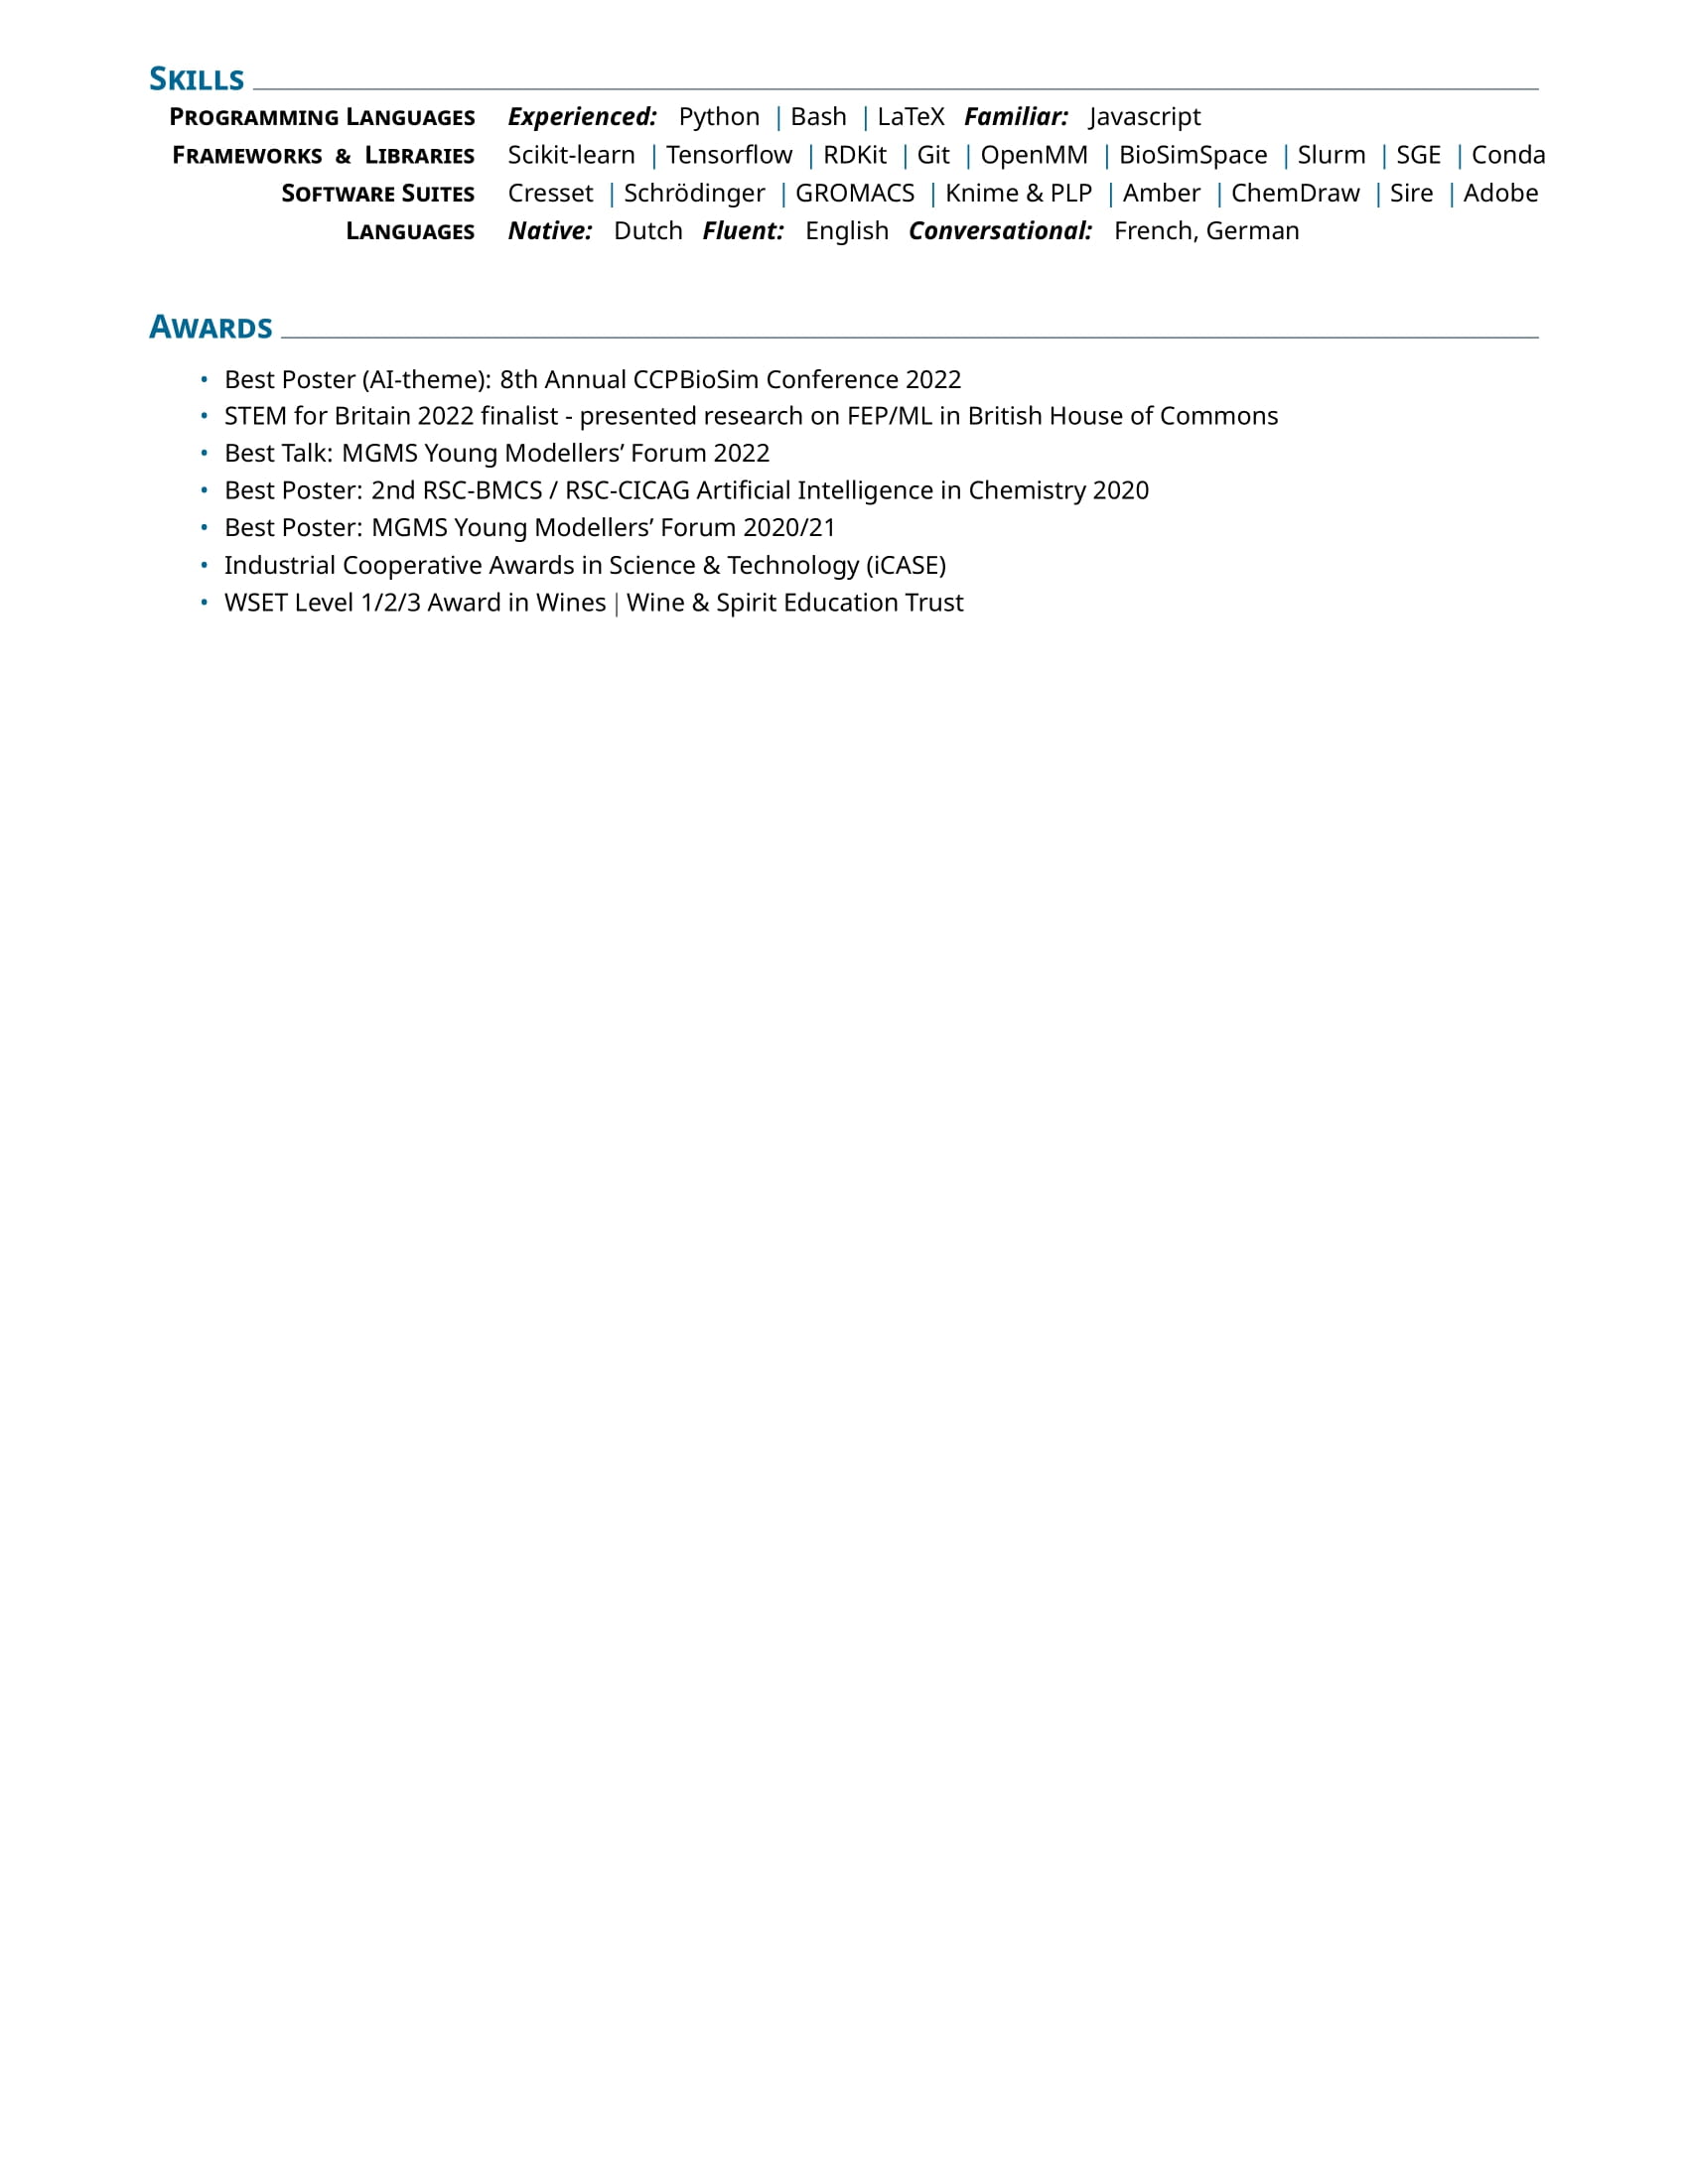 SKILLS
PROGRAMMING LANGUAGES Experienced: Python | Bash | LaTeX Familiar: Javascript
FRAMEWORKS & LIBRARIES Scikit-learn | Tensorflow | RDKit | Git | OpenMM | BioSimSpace | Slurm | SGE | Conda
SOFTWARE SUITES Cresset | Schrödinger | GROMACS | Knime & PLP | Amber | ChemDraw | Sire | Adobe
LANGUAGES Native: Dutch Fluent: English Conversational: French, German
AWARDS
• Best Poster (AI-theme): 8th Annual CCPBioSim Conference 2022
• STEM for Britain 2022 finalist - presented research on FEP/ML in British House of Commons
• Best Talk: MGMS Young Modellers’ Forum 2022
• Best Poster: 2nd RSC-BMCS / RSC-CICAG Artificial Intelligence in Chemistry 2020
• Best Poster: MGMS Young Modellers’ Forum 2020/21
• Industrial Cooperative Awards in Science & Technology (iCASE)
• WSET Level 1/2/3 Award in Wines | Wine & Spirit Education Trust